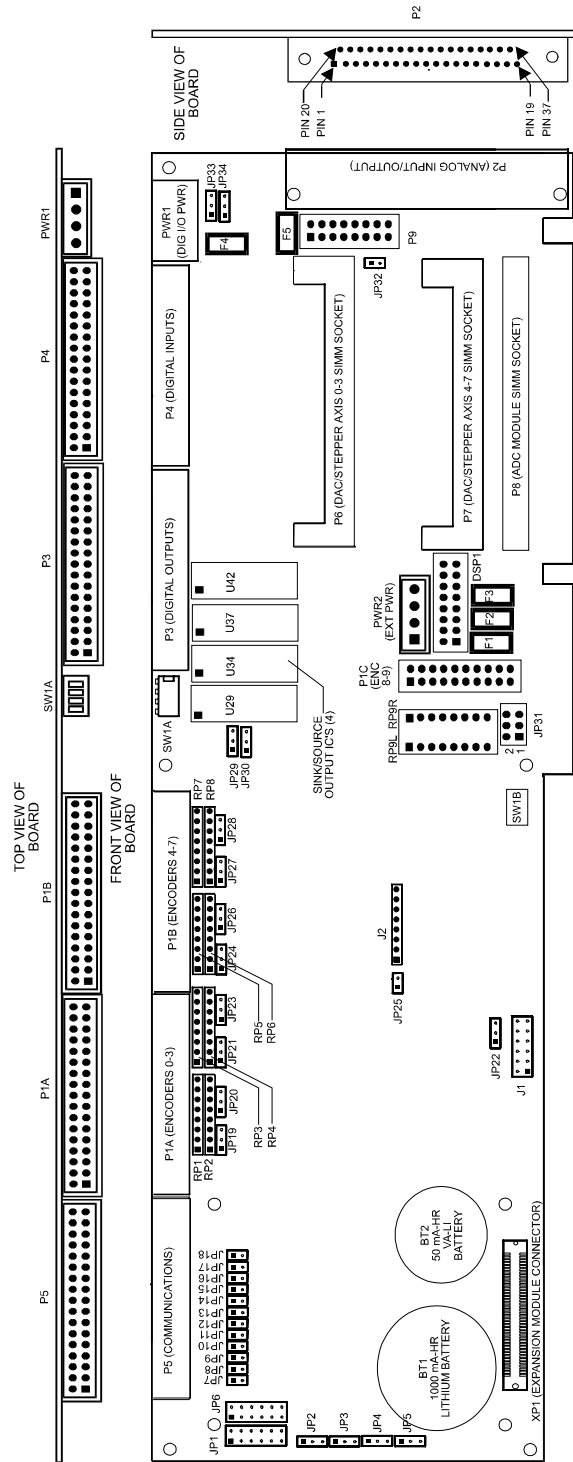 TOP VIEW OF
BOARD
P5
P1A
P1B
SW1A
P3
P4
PWR1
FRONT VIEW OF
BOARD
SIDE VIEW OF
BOARD
P2
PIN 20
PIN 1
PIN 19
PIN 37
P5 (COMMUNICATIONS)
P1A (ENCODERS 0-3)
P1B (ENCODERS 4-7)
SW1A
P3 (DIGITAL OUTPUTS)
P4 (DIGITAL INPUTS)
PWR1
(DIG I/O PWR)
JP33
JP34
F4
F5
P2 (ANALOG INPUT/OUTPUT)
P9
JP32
JP1
JP6
JP7
JP8
JP9
JP10
JP11
JP12
JP13
JP14
JP15
JP16
JP17
JP18
RP1
RP2
JP19
JP20
JP21
JP23
RP3
RP4
JP24
JP26
RP5
RP6
JP27
JP28
RP7
RP8
JP29
JP30
U29
U34
U37
U42
SINK/SOURCE
OUTPUT IC'S (4)
P6 (DAC/STEPPER AXIS 0-3 SIMM SOCKET)
P7 (DAC/STEPPER AXIS 4-7 SIMM SOCKET)
P8 (ADC MODULE SIMM SOCKET)
JP2
JP3
JP4
JP5
BT1
1000 mA-HR
LITHIUM BATTERY
BT2
50 mA-HR
VA-LI
BATTERY
XP1 (EXPANSION MODULE CONNECTOR)
JP22
J1
JP25
J2
SW1B
RP9L
RP9R
2
1
JP31
P1C
(ENC
8-9)
PWR2
(EXT PWR)
DSP1
F1
F2
F3